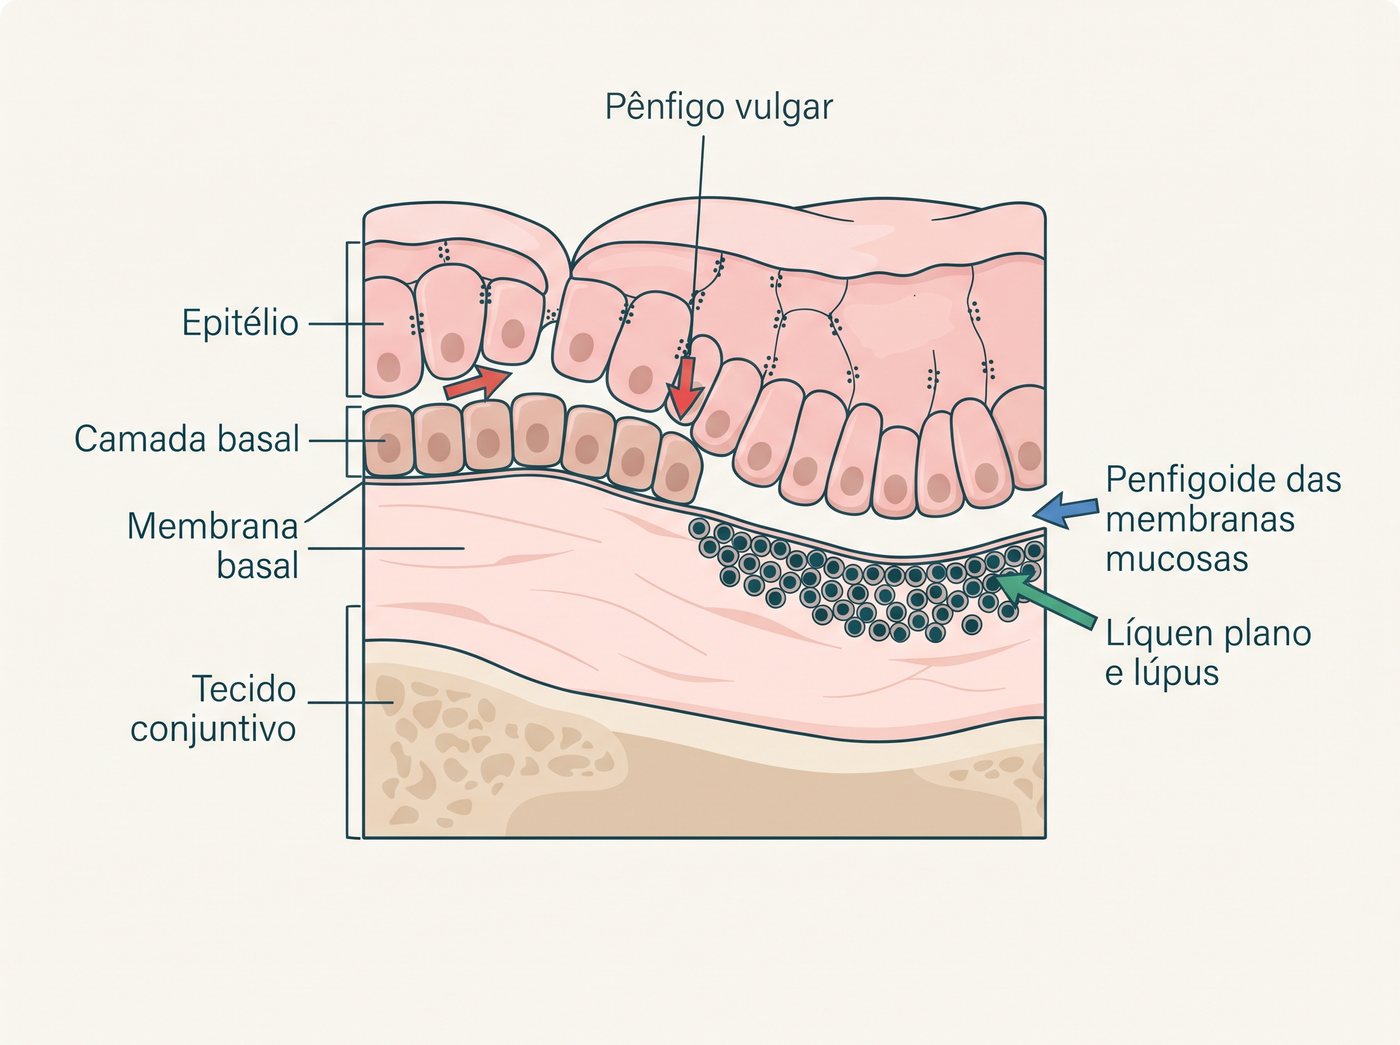 Pênfigo vulgar
Epitélio
Camada basal
Membrana
basal
Tecido
conjuntivo
Penfigoide das
membranas
mucosas
Líquen plano
e lúpus